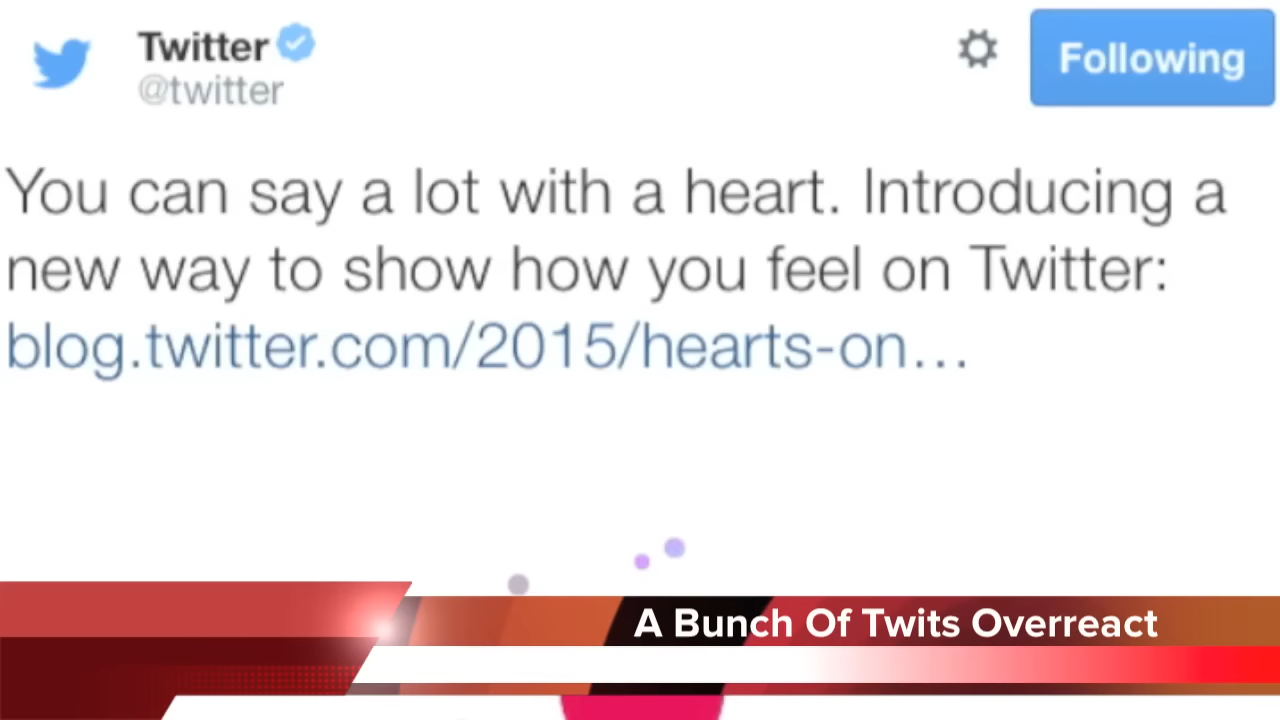 Twitter
@twitter
Following
You can say a lot with a heart. Introducing a
new way to show how you feel on Twitter:
blog.twitter.com/2015/hearts-on…
A Bunch Of Twits Overreact